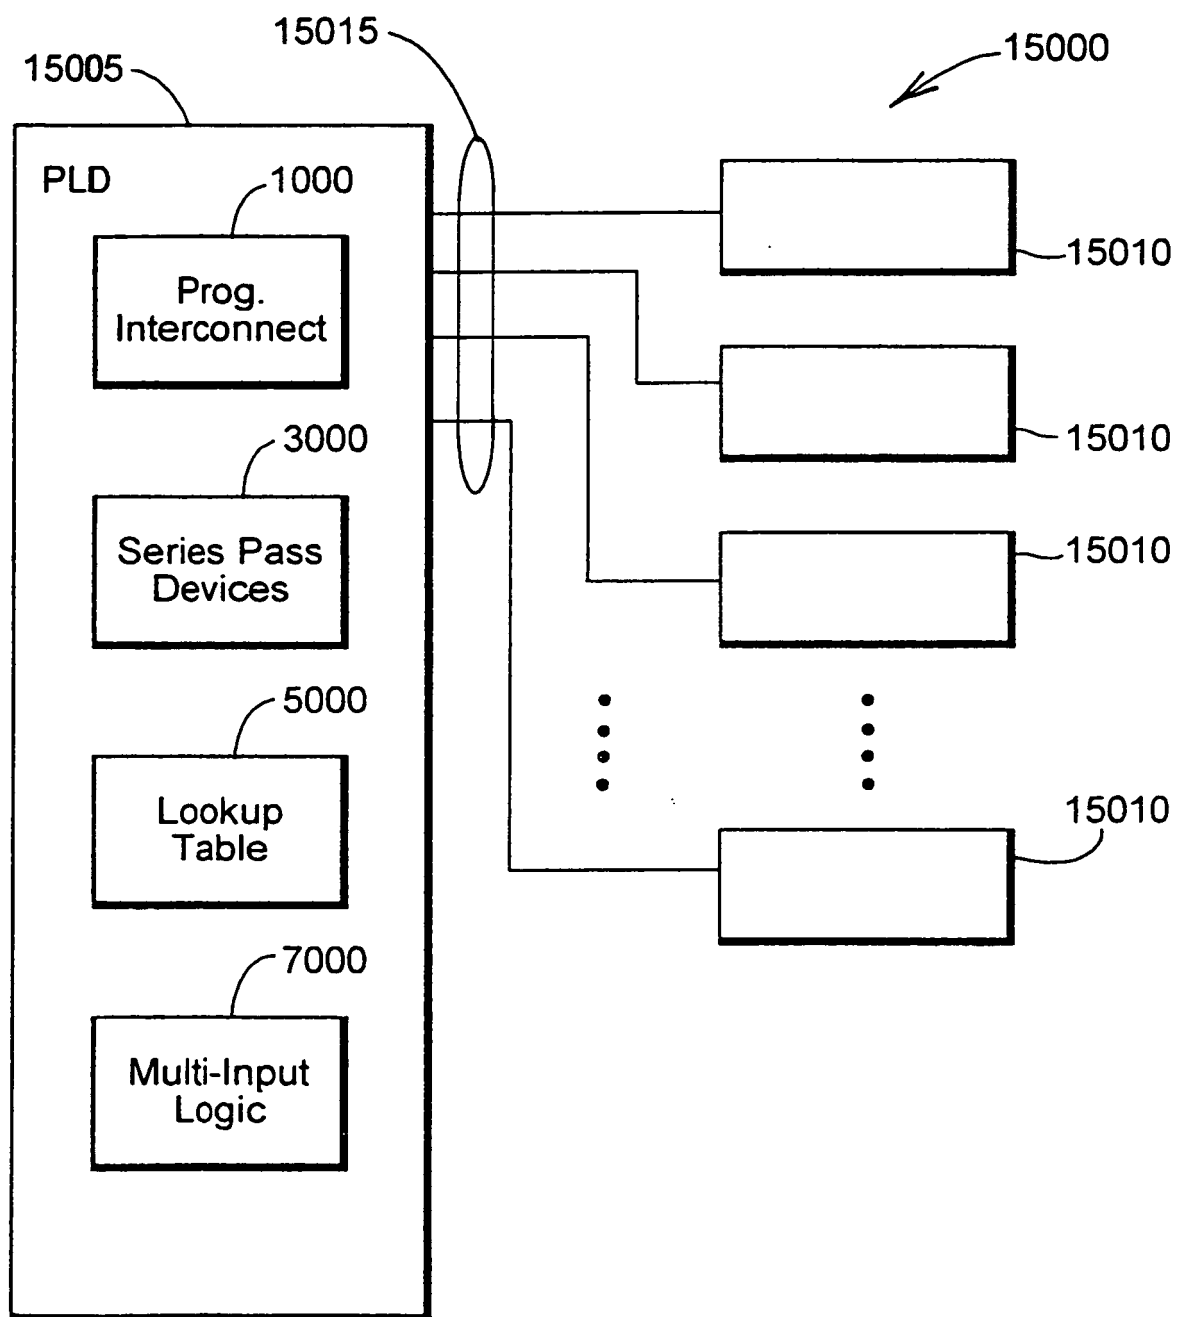 15015
15000
15005
PLD
1000
Prog.
Interconnect
15010
3000
Series Pass
Devices
15010
15010
5000
Lookup
Table
15010
7000
Multi-Input
Logic